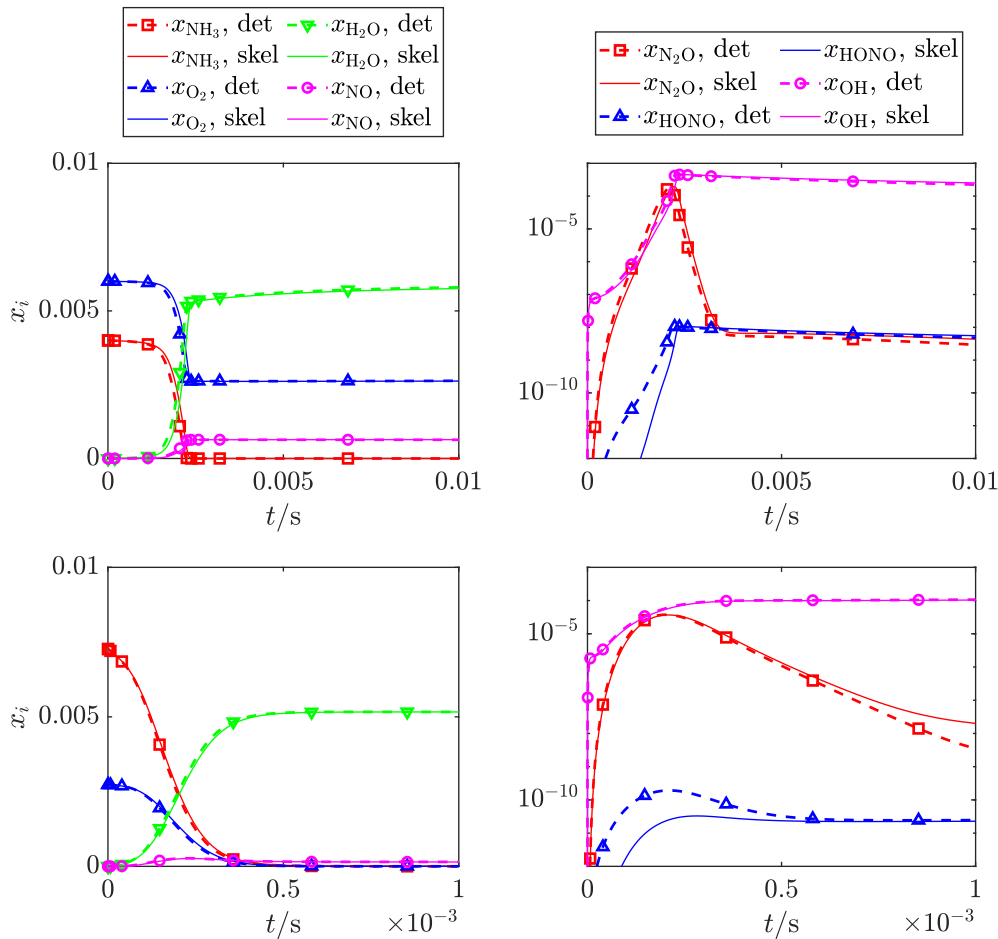 x_NH3, det x_H2O, det
x_NH3, skel x_H2O, skel
x_O2, det x_NO, det
x_O2, skel x_NO, skel
x_N2O, det x_HONO, skel
x_N2O, skel x_OH, det
x_HONO, det x_OH, skel
0.01
0.005
0
x_i
0 0.005 0.01
t/s
10^-5
10^-10
0 0.005 0.01
t/s
0.01
0.005
0
x_i
0 0.5 1
t/s ×10^-3
10^-5
10^-10
0 0.5 1
t/s ×10^-3